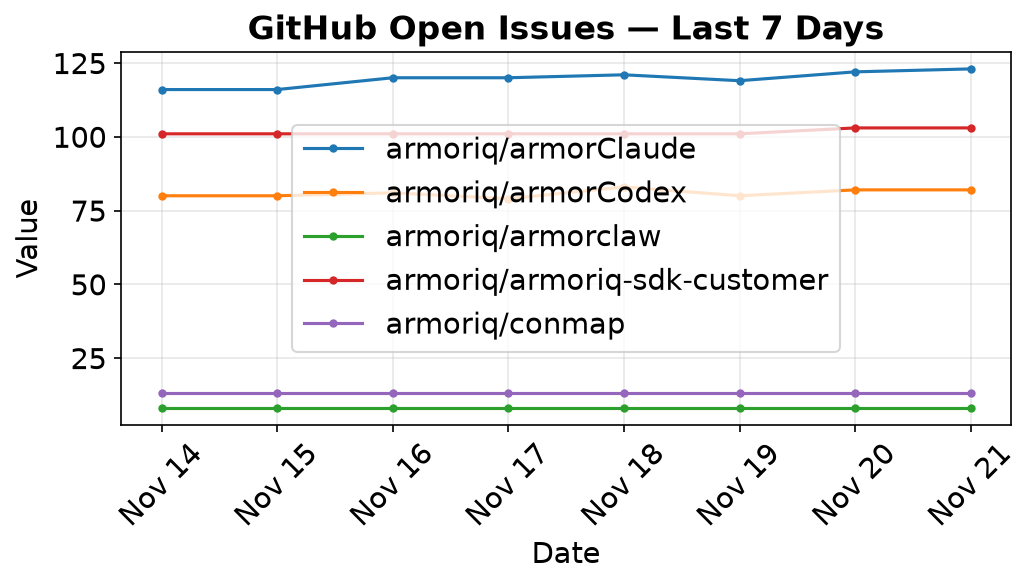 GitHub Open Issues — Last 7 Days
Value
125
100
75
50
25
armoriq/armorClaude
armoriq/armorCodex
armoriq/armorclaw
armoriq/armoriq-sdk-customer
armoriq/conmap
Nov 14
Nov 15
Nov 16
Nov 17
Nov 18
Nov 19
Nov 20
Nov 21
Date